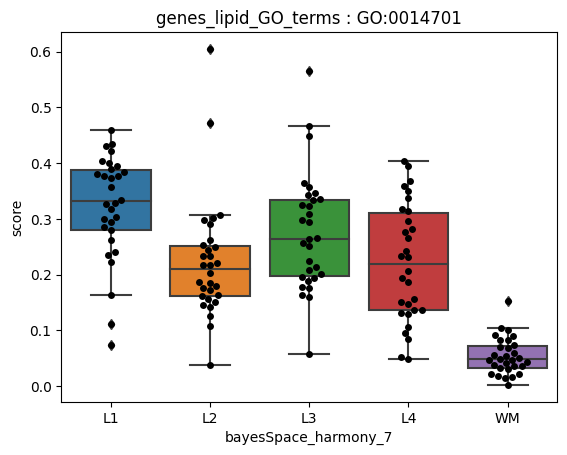 genes_lipid_GO_terms : GO:0014701
0.6
0.5
0.4
0.3
0.2
0.1
0.0
score
L1 L2 L3 L4 WM
bayesSpace_harmony_7